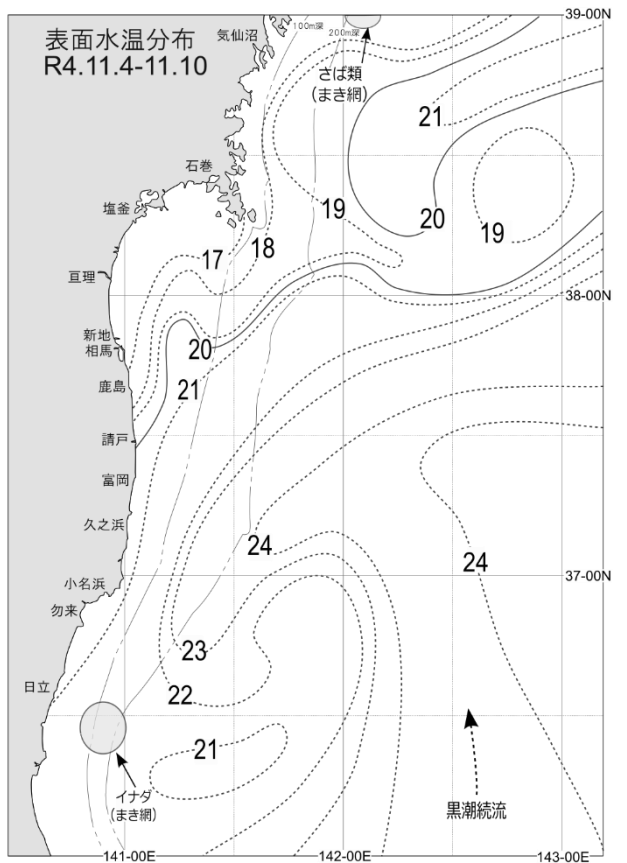 表面水温分布
R4.11.4-11.10
気仙沼
100m深
200m深
39-00N
さば類
(まき網)
21
石巻
塩釜
19
20
19
17
18
亘理
38-00N
新地
相馬
20
21
鹿島
請戸
富岡
久之浜
24
24
37-00N
小名浜
勿来
23
22
日立
21
イナダ
(まき網)
黒潮続流
141-00E
142-00E
143-00E